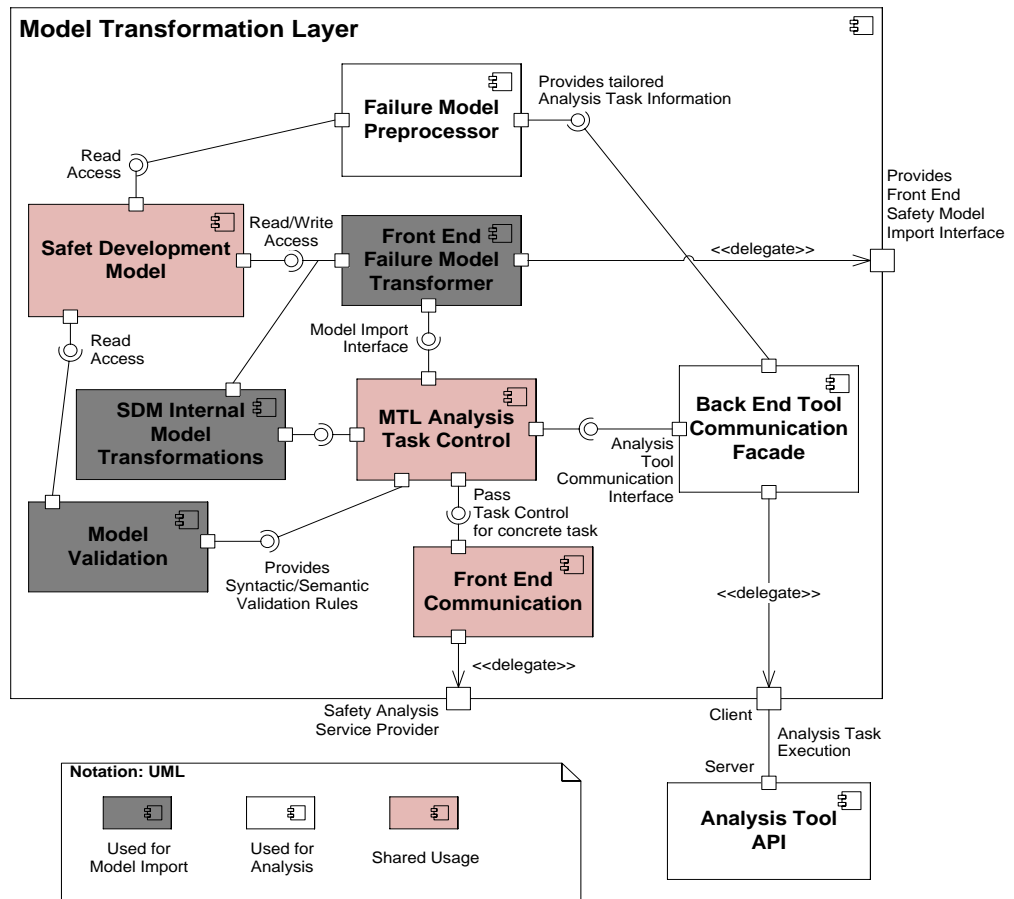 Model Transformation Layer
Failure Model
Preprocessor
Provides tailored
Analysis Task Information
Read
Access
Provides
Front End
Safety Model
Import Interface
Safet Development
Model
Read/Write
Access
Front End
Failure Model
Transformer
<<delegate>>
Model Import
Interface
Read
Access
SDM Internal
Model
Transformations
MTL Analysis
Task Control
Back End Tool
Communication
Facade
Analysis
Tool
Communication
Interface
Pass
Task Control
for concrete task
Model
Validation
Provides
Syntactic/Semantic
Validation Rules
Front End
Communication
<<delegate>>
<<delegate>>
Safety Analysis
Service Provider
Client
Analysis Task
Execution
Server
Analysis Tool
API
Notation: UML
Used for
Model Import
Used for
Analysis
Shared Usage